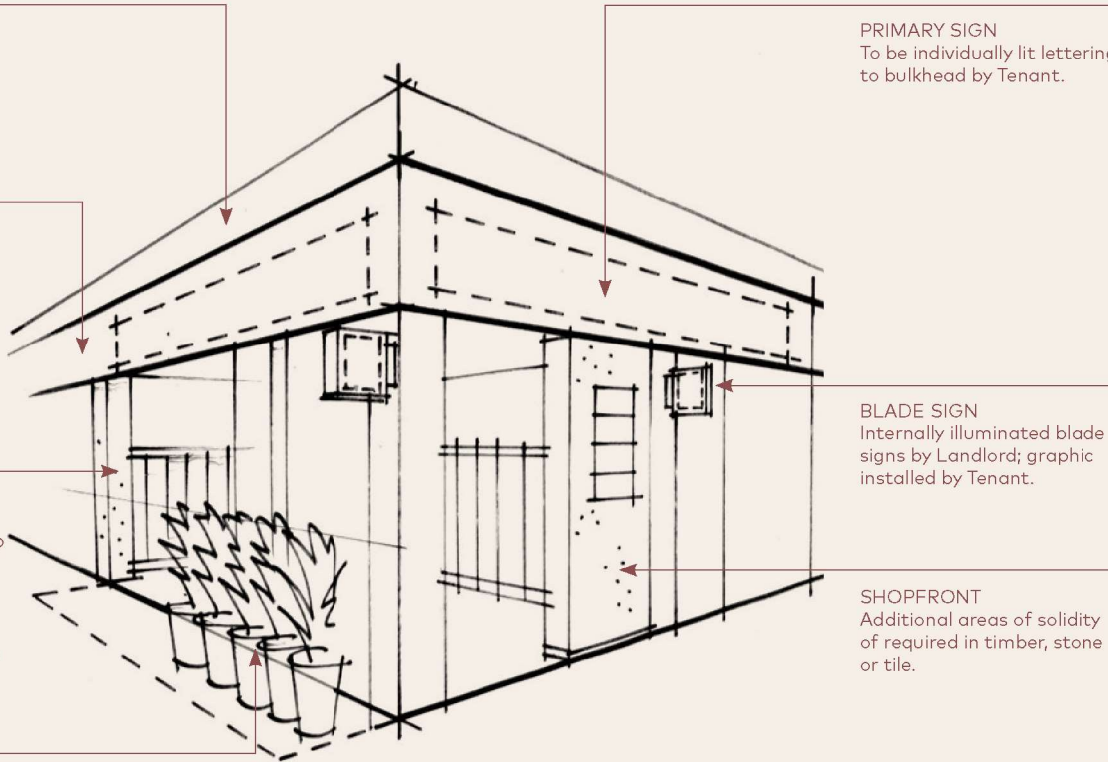 PRIMARY SIGN
To be individually lit lettering
to bulkhead by Tenant.
BLADE SIGN
Internally illuminated blade
signs by Landlord; graphic
installed by Tenant.
SHOPFRONT
Additional areas of solidity
of required in timber, stone
or tile.